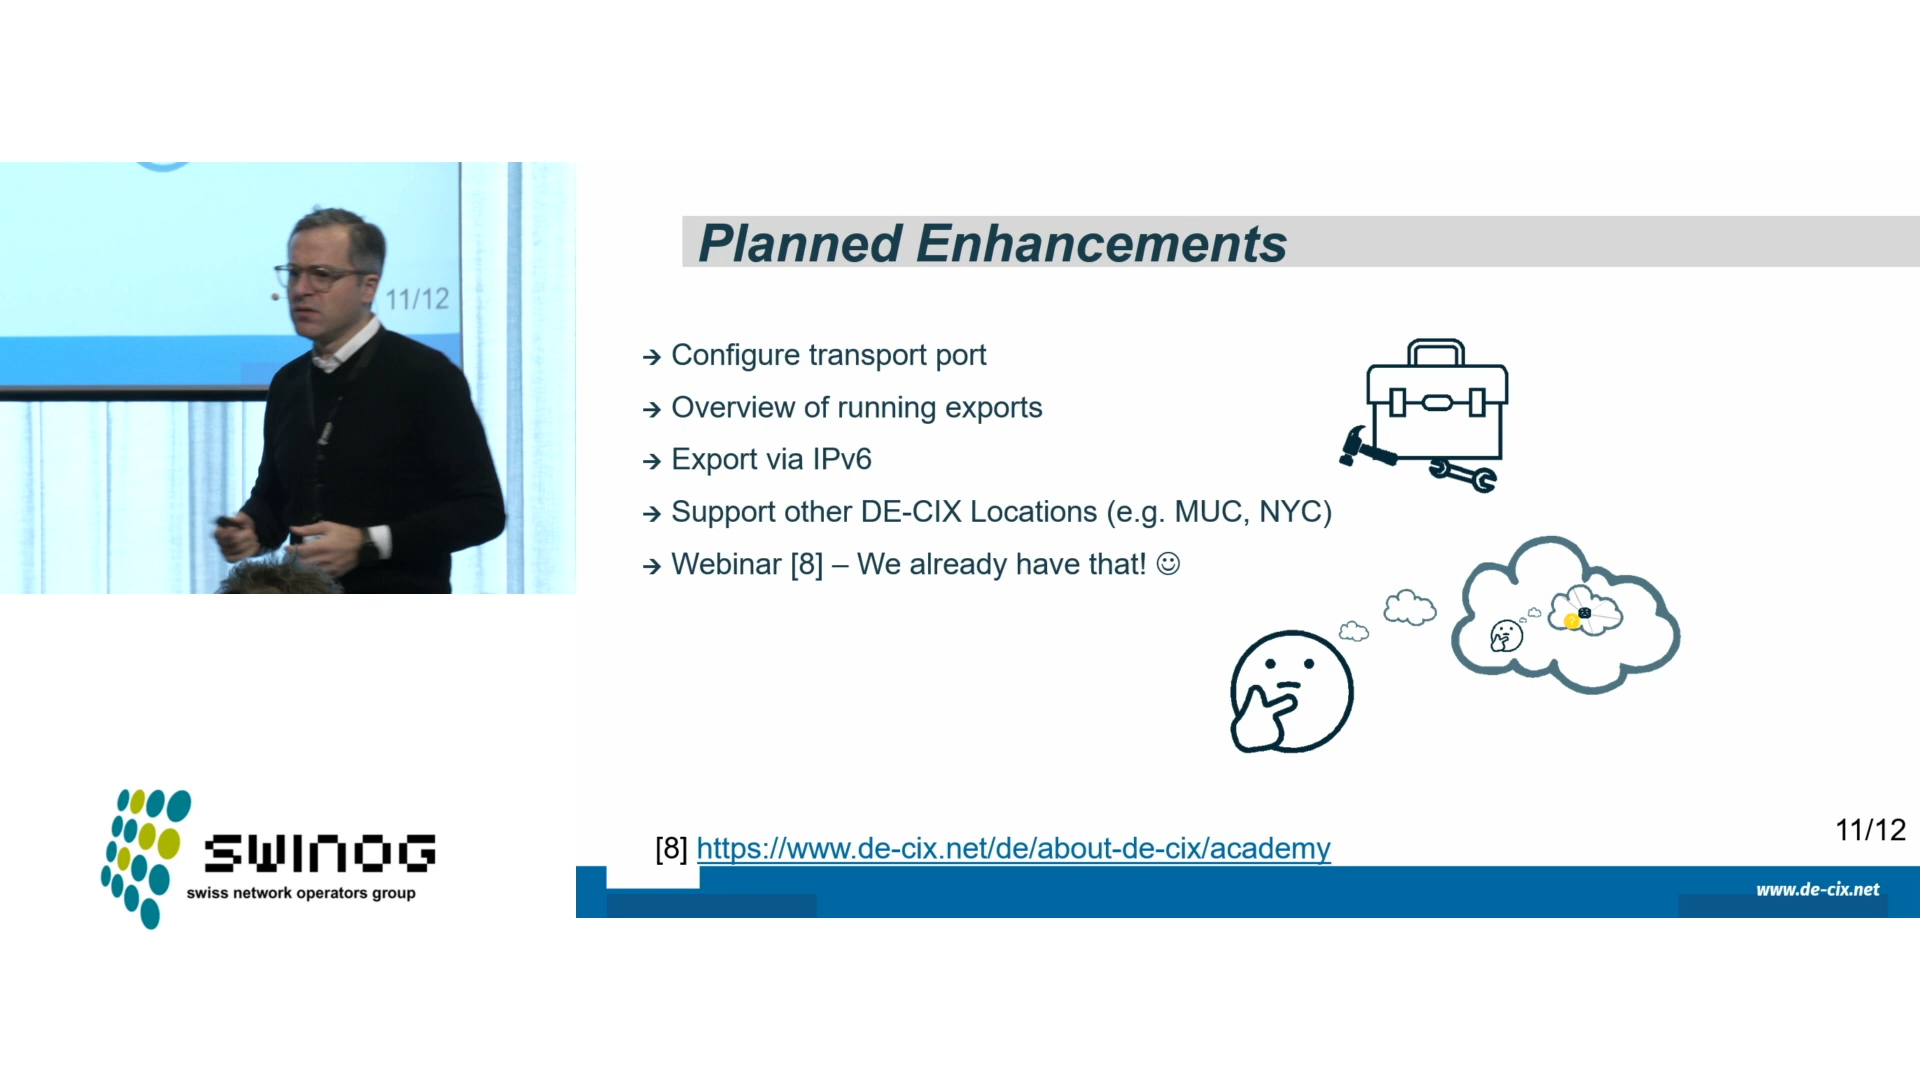 11/12
Planned Enhancements
→ Configure transport port
→ Overview of running exports
→ Export via IPv6
→ Support other DE-CIX Locations (e.g. MUC, NYC)
→ Webinar [8] – We already have that! ☺
?
[8] https://www.de-cix.net/de/about-de-cix/academy
11/12
www.de-cix.net
SWINOG
swiss network operators group